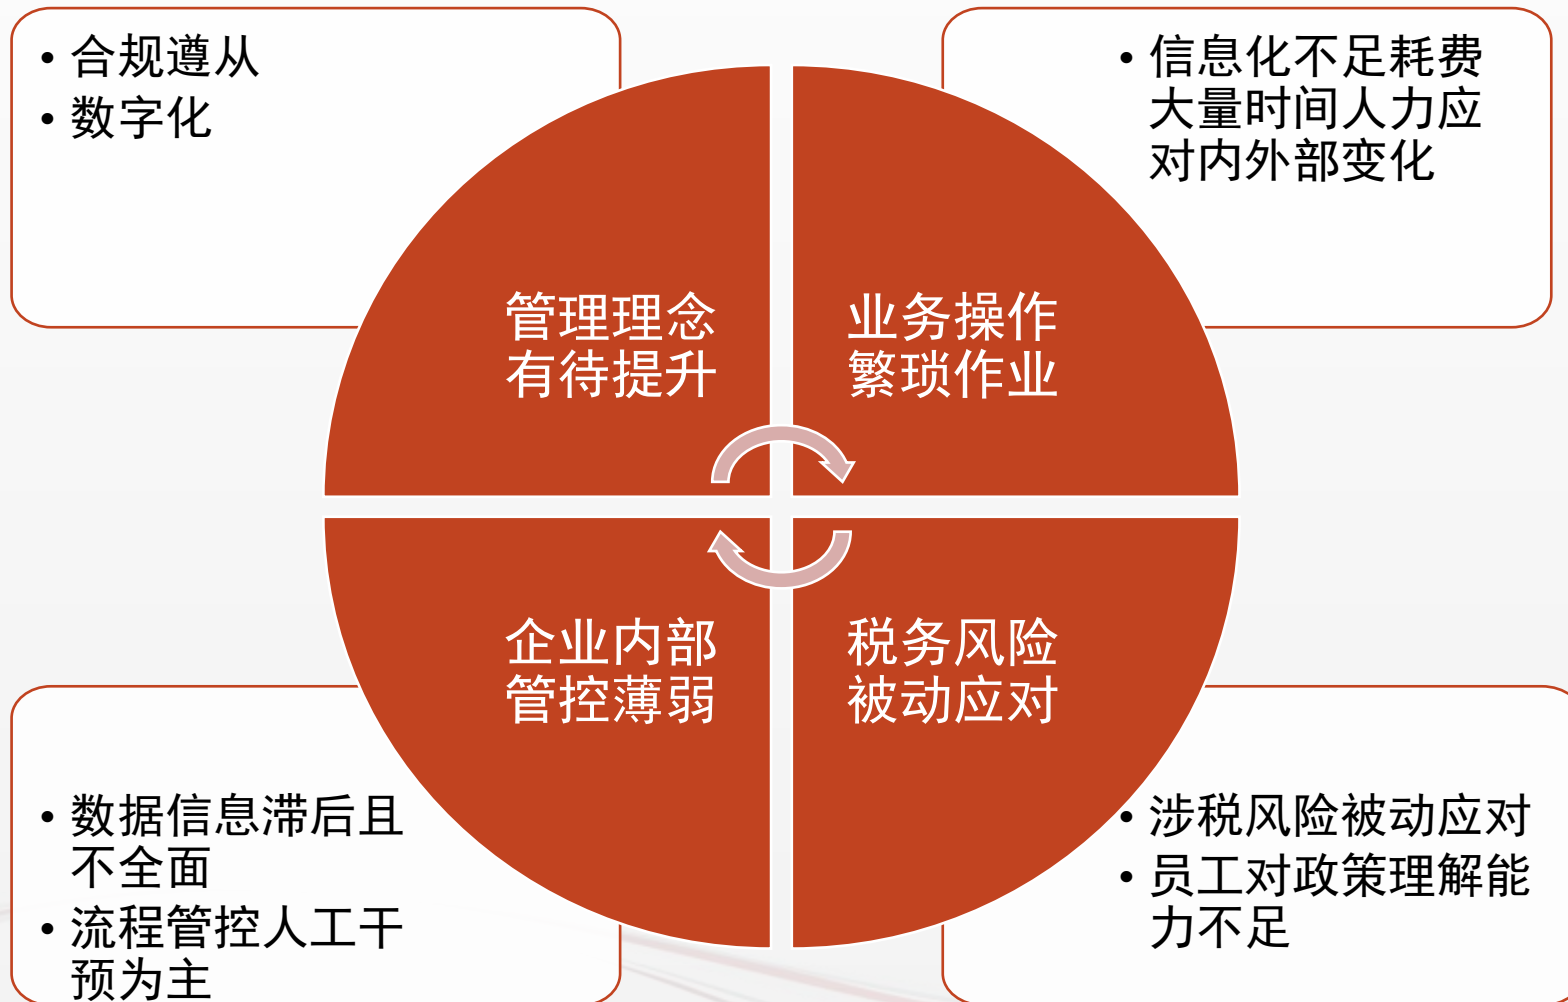 • 合规遵从
• 数字化
• 信息化不足耗费
大量时间人力应
对内外部变化
管理理念
有待提升
业务操作
繁琐作业
企业内部
管控薄弱
税务风险
被动应对
• 数据信息滞后且
不全面
• 流程管控人工干
预为主
• 涉税风险被动应对
• 员工对政策理解能
力不足